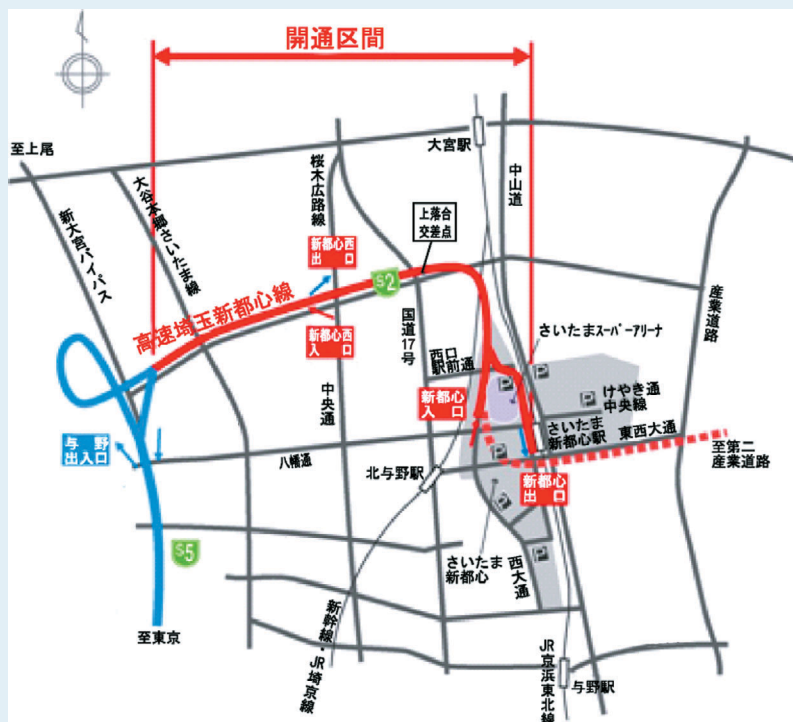 開通区間
至上尾
大宮駅
中山道
桜木広路線
大谷本郷さいたま線
新大宮バイパス
上落合
交差点
新都心西
出口
S2
高速埼玉新都心線
新都心西
入口
国道17号
産業道路
さいたまスーパーアリーナ
西口
駅前通
P
P
けやき通
中央線
P
新都心
入口
中央通
さいたま
新都心駅
東西大通
至第二
産業道路
与野
出入口
八幡通
北与野駅
P
新都心
出口
P
S5
さいたま
新都心
西大通
P
至東京
新幹線・JR埼京線
JR京浜東北線
与野駅